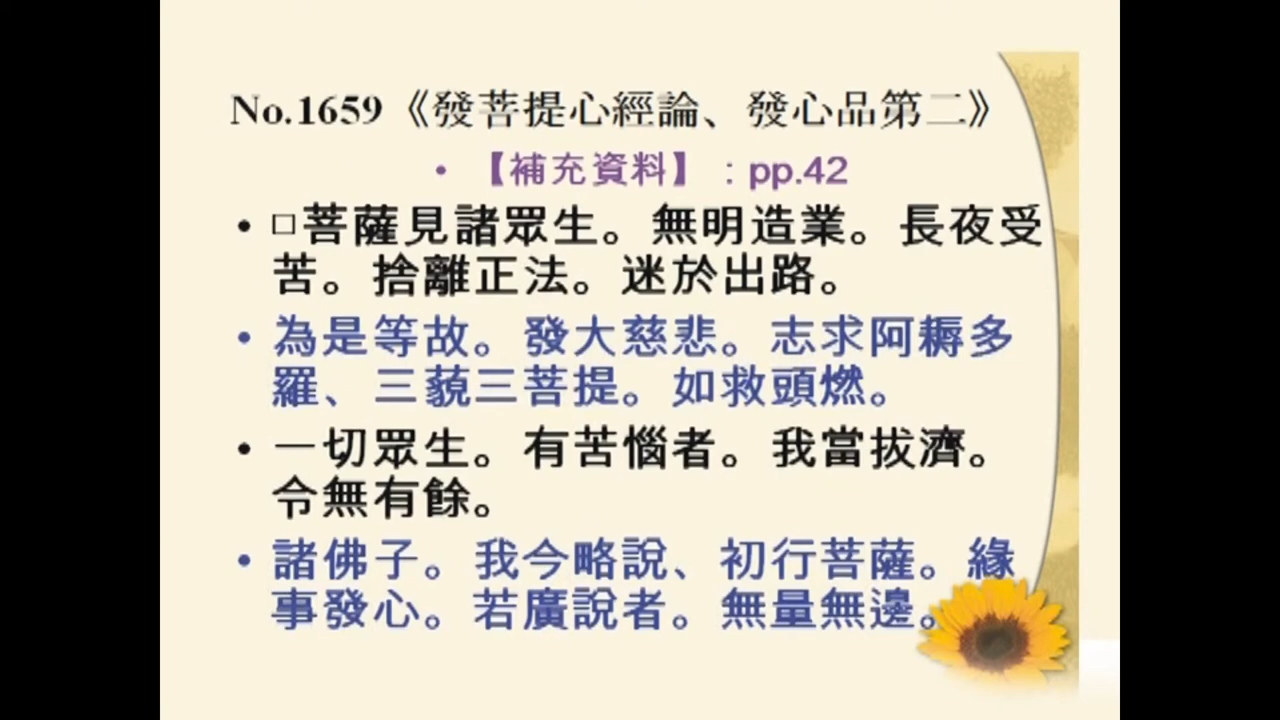 No.1659《發菩提心經論、發心品第二》
• 【補充資料】：pp.42
• □菩薩見諸眾生。無明造業。長夜受
苦。捨離正法。迷於出路。
• 為是等故。發大慈悲。志求阿耨多
羅、三藐三菩提。如救頭燃。
• 一切眾生。有苦惱者。我當拔濟。
令無有餘。
• 諸佛子。我今略說、初行菩薩。緣
事發心。若廣說者。無量無邊。